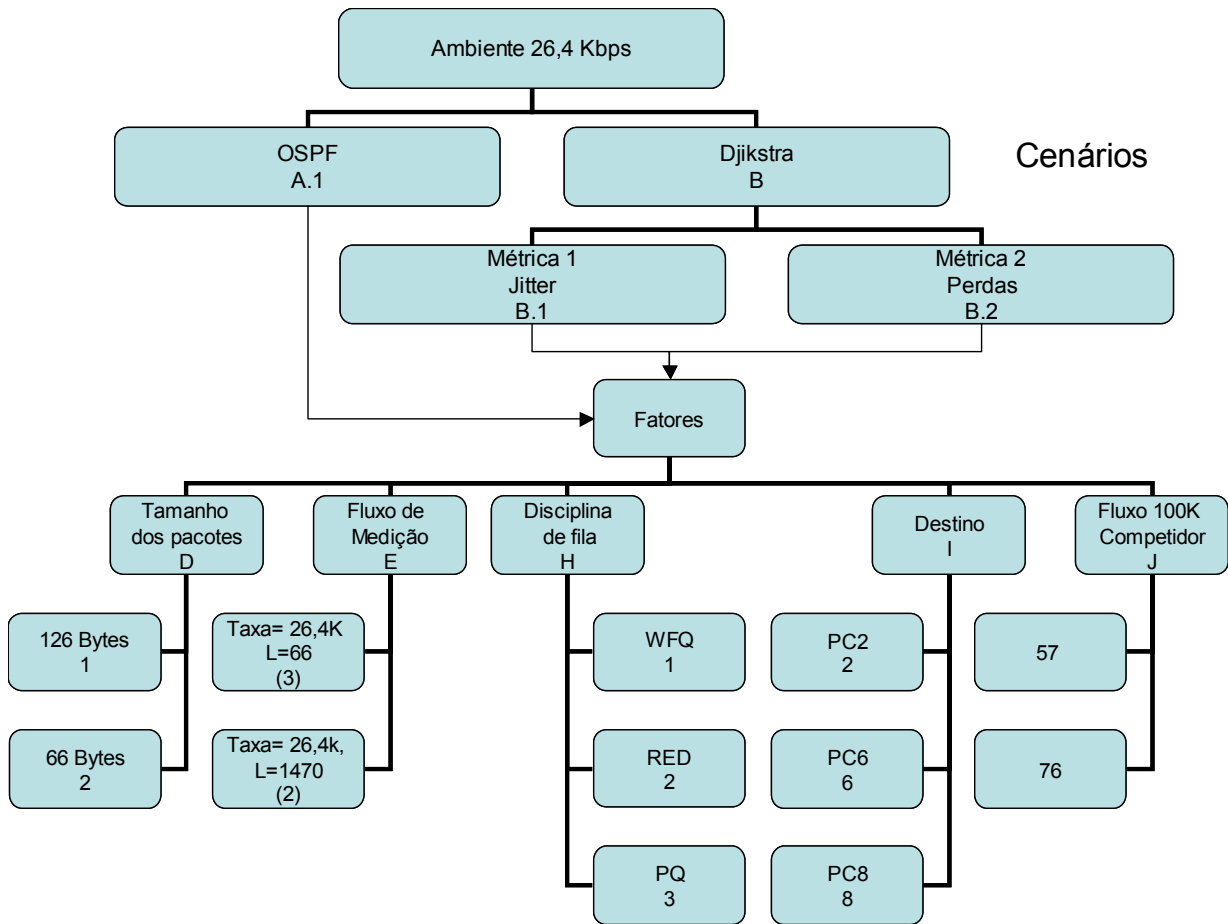 Ambiente 26,4 Kbps
OSPF
A.1
Djikstra
B
Cenários
Métrica 1
Jitter
B.1
Métrica 2
Perdas
B.2
Fatores
Tamanho
dos pacotes
D
Fluxo de
Medição
E
Disciplina
de fila
H
Destino
I
Fluxo 100K
Competidor
J
126 Bytes
1
Taxa= 26,4K
L=66
(3)
WFQ
1
PC2
2
57
66 Bytes
2
Taxa= 26,4k,
L=1470
(2)
RED
2
PC6
6
76
PQ
3
PC8
8